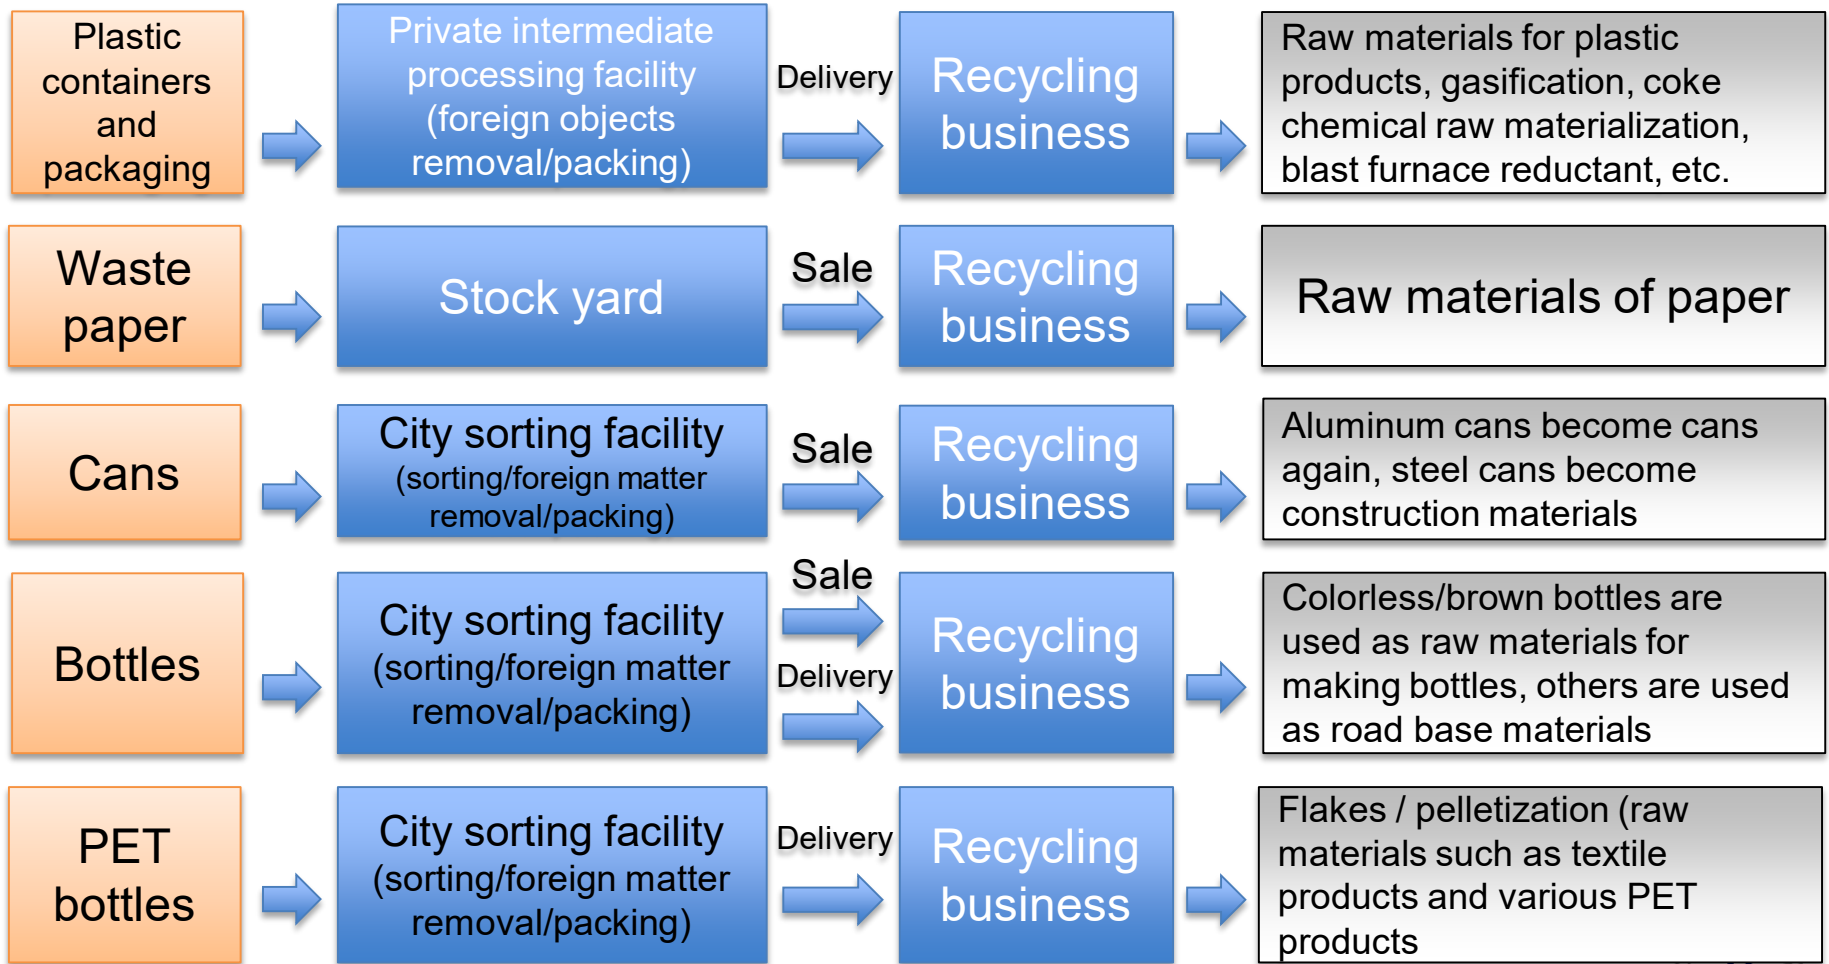 Plastic
containers
and
packaging
Private intermediate
processing facility
(foreign objects
removal/packing)
Delivery
Recycling
business
Raw materials for plastic
products, gasification, coke
chemical raw materialization,
blast furnace reductant, etc.
Waste
paper
Stock yard
Sale
Recycling
business
Raw materials of paper
Cans
City sorting facility
(sorting/foreign matter
removal/packing)
Sale
Recycling
business
Aluminum cans become cans
again, steel cans become
construction materials
Bottles
City sorting facility
(sorting/foreign matter
removal/packing)
Sale
Delivery
Recycling
business
Colorless/brown bottles are
used as raw materials for
making bottles, others are used
as road base materials
PET
bottles
City sorting facility
(sorting/foreign matter
removal/packing)
Delivery
Recycling
business
Flakes / pelletization (raw
materials such as textile
products and various PET
products